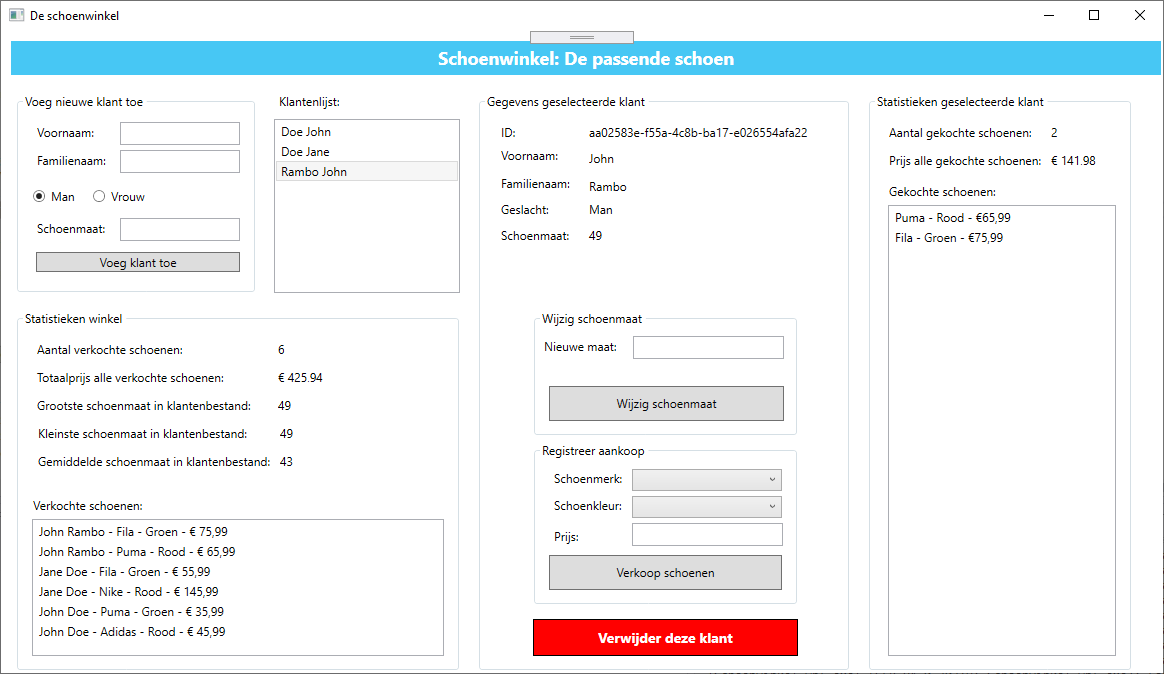 De schoenwinkel
Schoenwinkel: De passende schoen
Voeg nieuwe klant toe
Voornaam:
Familienaam:
Man Vrouw
Schoenmaat:
Voeg klant toe
Klantenlijst:
Doe John
Doe Jane
Rambo John
Statistieken winkel
Aantal verkochte schoenen: 6
Totaalprijs alle verkochte schoenen: € 425.94
Grootste schoenmaat in klantenbestand: 49
Kleinste schoenmaat in klantenbestand: 49
Gemiddelde schoenmaat in klantenbestand: 43
Verkochte schoenen:
John Rambo - Fila - Groen - € 75,99
John Rambo - Puma - Rood - € 65,99
Jane Doe - Fila - Groen - € 55,99
Jane Doe - Nike - Rood - € 145,99
John Doe - Puma - Groen - € 35,99
John Doe - Adidas - Rood - € 45,99
Gegevens geselecteerde klant
ID: aa02583e-f55a-4c8b-ba17-e026554afa22
Voornaam: John
Familienaam: Rambo
Geslacht: Man
Schoenmaat: 49
Wijzig schoenmaat
Nieuwe maat:
Wijzig schoenmaat
Registreer aankoop
Schoenmerk:
Schoenkleur:
Prijs:
Verkoop schoenen
Verwijder deze klant
Statistieken geselecteerde klant
Aantal gekochte schoenen: 2
Prijs alle gekochte schoenen: € 141.98
Gekochte schoenen:
Puma - Rood - €65,99
Fila - Groen - €75,99